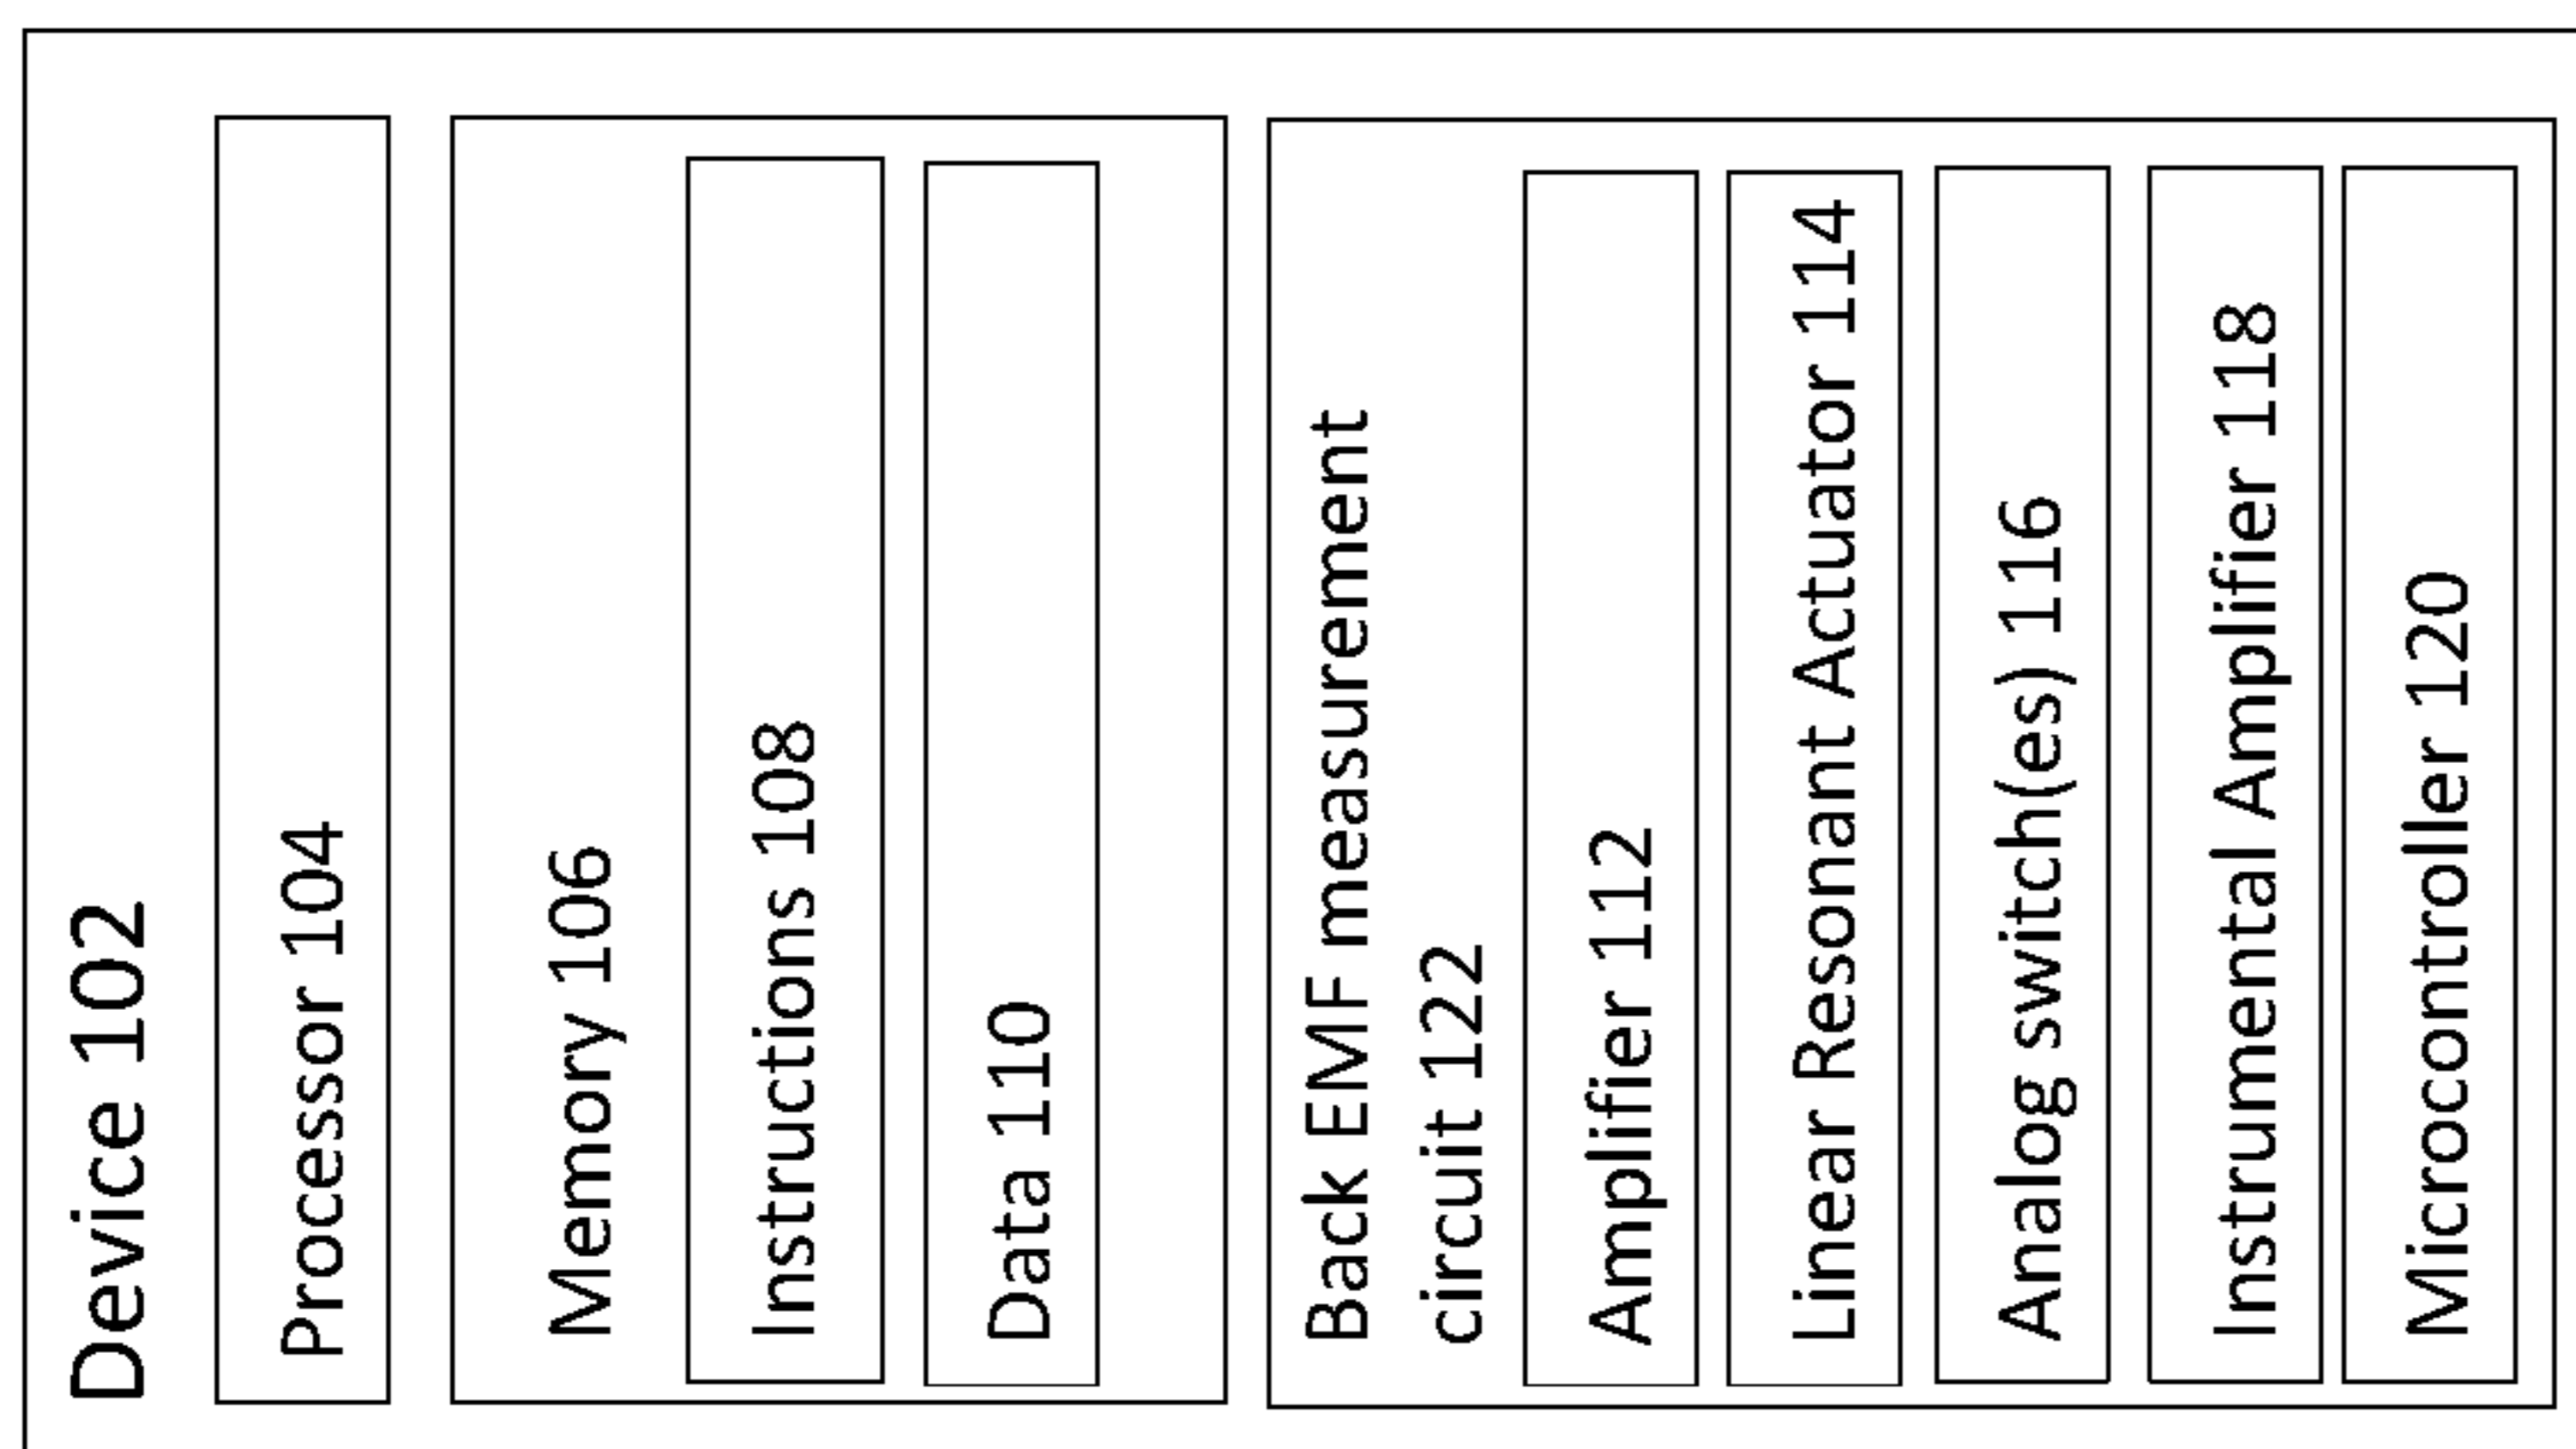 Device 102
Processor 104
Memory 106
Instructions 108
Data 110
Back EMF measurement
circuit 122
Amplifier 112
Linear Resonant Actuator 114
Analog switch(es) 116
Instrumental Amplifier 118
Microcontroller 120